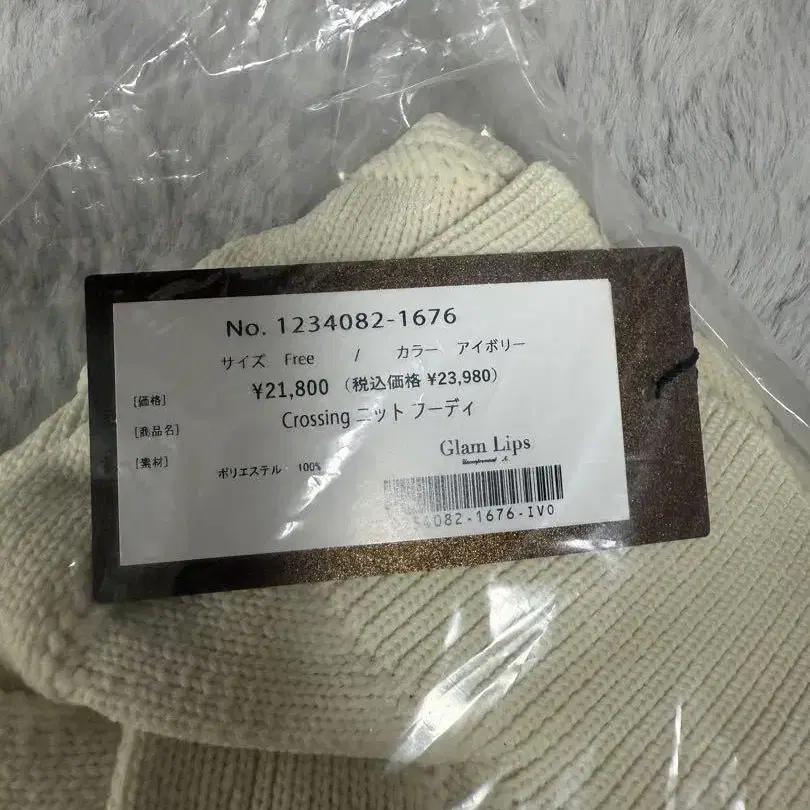 No. 1234082-1676
サイズ Free / カラー アイボリー
[価格] ¥21,800 (税込価格 ¥23,980)
[商品名] Crossing ニット フーディ
[素材] ポリエステル 100%
Glam Lips
4082-1676-IVO